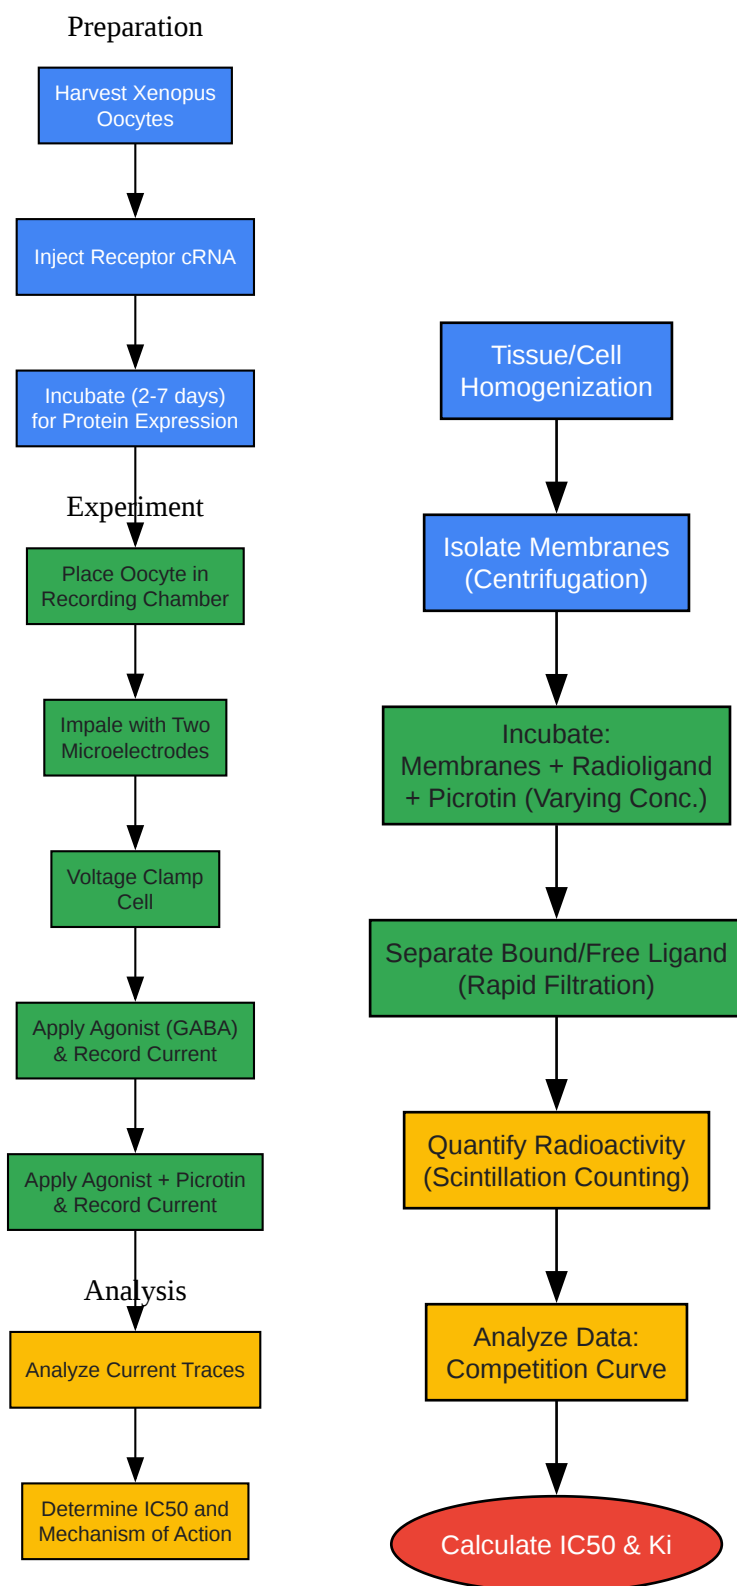 Preparation
Harvest Xenopus
Oocytes
Inject Receptor cRNA
Incubate (2-7 days)
for Protein Expression
Experiment
Place Oocyte in
Recording Chamber
Impale with Two
Microelectrodes
Voltage Clamp
Cell
Apply Agonist (GABA)
& Record Current
Apply Agonist + Picrotin
& Record Current
Analysis
Analyze Current Traces
Determine IC50 and
Mechanism of Action
Tissue/Cell
Homogenization
Isolate Membranes
(Centrifugation)
Incubate:
Membranes + Radioligand
+ Picrotin (Varying Conc.)
Separate Bound/Free Ligand
(Rapid Filtration)
Quantify Radioactivity
(Scintillation Counting)
Analyze Data:
Competition Curve
Calculate IC50 & Ki